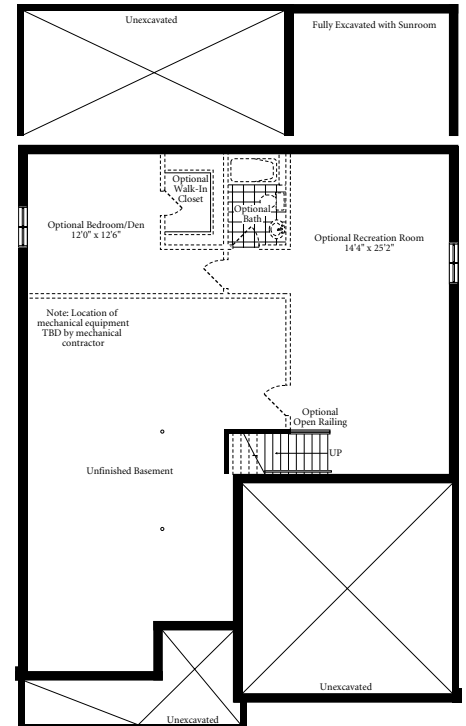 Unexcavated
Fully Excavated with Sunroom
Optional
Walk-In
Closet
Optional
Bath
Optional Bedroom/Den
12'0" x 12'6"
Optional Recreation Room
14'4" x 25'2"
Note: Location of
mechanical equipment
TBD by mechanical
contractor
Optional
Open Railing
UP
Unfinished Basement
Unexcavated
Unexcavated